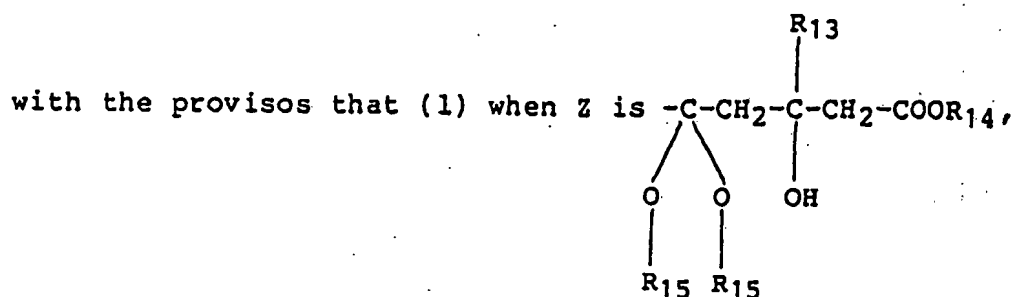 R13
with the provisos that (1) when Z is -C-CH2-C-CH2-COOR14,
O O OH
R15 R15